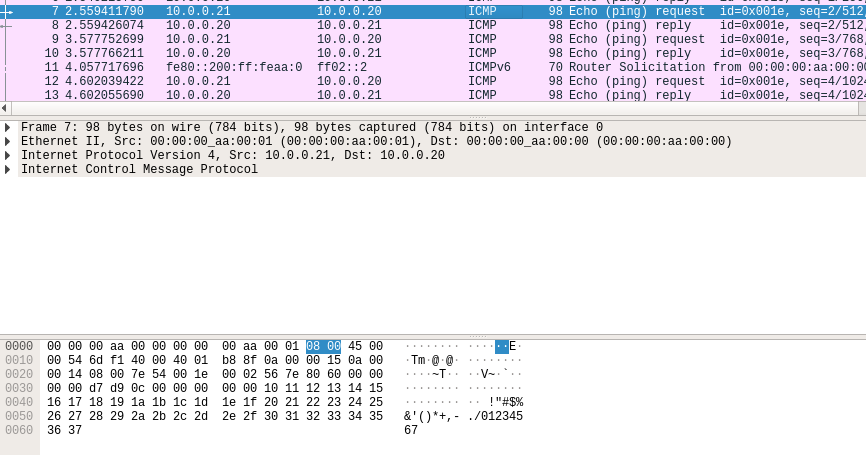 7 2.559411790 10.0.0.21 10.0.0.20 ICMP 98 Echo (ping) request id=0x001e, seq=2/512,
8 2.559426074 10.0.0.20 10.0.0.21 ICMP 98 Echo (ping) reply id=0x001e, seq=2/512,
9 3.577752699 10.0.0.21 10.0.0.20 ICMP 98 Echo (ping) request id=0x001e, seq=3/768,
10 3.577766211 10.0.0.20 10.0.0.21 ICMP 98 Echo (ping) reply id=0x001e, seq=3/768,
11 4.057717696 fe80::200:ff:feaa:0 ff02::2 ICMPv6 70 Router Solicitation from 00:00:00:aa:00:00
12 4.602039422 10.0.0.21 10.0.0.20 ICMP 98 Echo (ping) request id=0x001e, seq=4/1024
13 4.602055690 10.0.0.20 10.0.0.21 ICMP 98 Echo (ping) reply id=0x001e, seq=4/1024
Frame 7: 98 bytes on wire (784 bits), 98 bytes captured (784 bits) on interface 0
Ethernet II, Src: 00:00:00_aa:00:01 (00:00:00:aa:00:01), Dst: 00:00:00_aa:00:00 (00:00:00:aa:00:00)
Internet Protocol Version 4, Src: 10.0.0.21, Dst: 10.0.0.20
Internet Control Message Protocol
0000 00 00 00 aa 00 00 00 00 00 aa 00 01 08 00 45 00 ········ ······E·
0010 00 54 6d f1 40 00 40 01 b8 8f 0a 00 00 15 0a 00 ·Tm·@·@· ········
0020 00 14 08 00 7e 54 00 1e 00 02 56 7e 80 60 00 00 ····~T·· ··V~·`··
0030 00 00 d7 d9 0c 00 00 00 00 00 10 11 12 13 14 15 ········ ········
0040 16 17 18 19 1a 1b 1c 1d 1e 1f 20 21 22 23 24 25 ········ ·· !"#$%
0050 26 27 28 29 2a 2b 2c 2d 2e 2f 30 31 32 33 34 35 &'()*+,- ./012345
0060 36 37 67